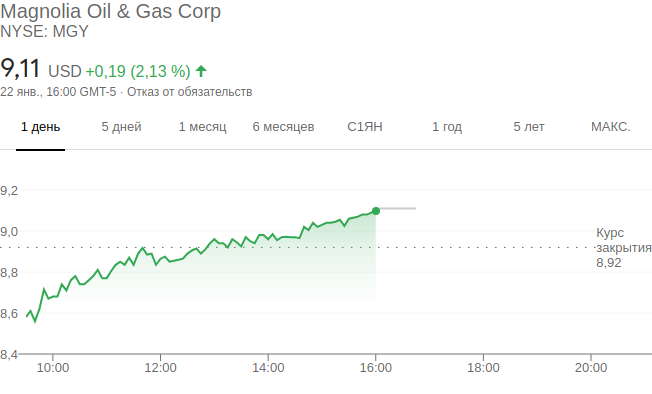 Magnolia Oil & Gas Corp
NYSE: MGY
9,11 USD +0,19 (2,13 %)
22 янв., 16:00 GMT-5 · Отказ от обязательств
1 день 5 дней 1 месяц 6 месяцев С1ЯН 1 год 5 лет МАКС.
9,2
9,0
Курс
закрытия
8,92
8,8
8,6
8,4
10:00 12:00 14:00 16:00 18:00 20:00